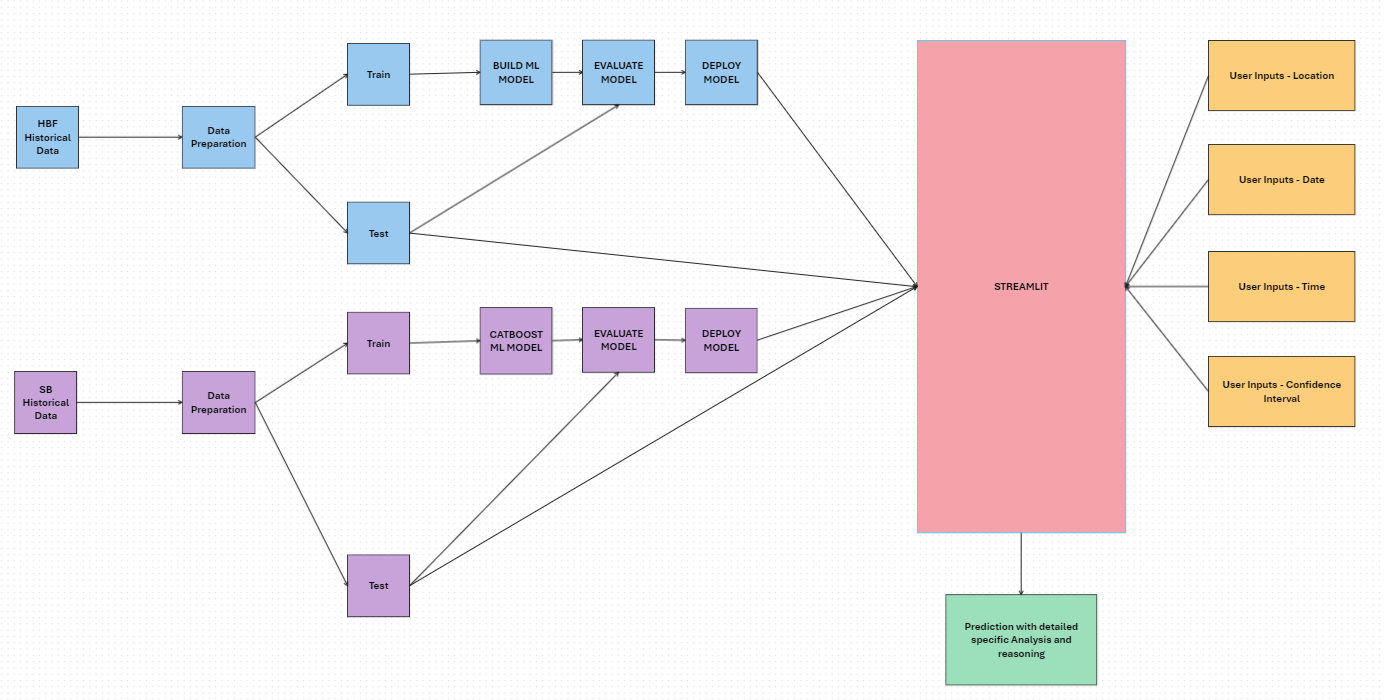 HBF
Historical
Data
Data
Preparation
Train
Test
BUILD ML
MODEL
EVALUATE
MODEL
DEPLOY
MODEL
SB
Historical
Data
Data
Preparation
Train
Test
CATBOOST
ML MODEL
EVALUATE
MODEL
DEPLOY
MODEL
STREAMLIT
User Inputs - Location
User Inputs - Date
User Inputs - Time
User Inputs - Confidence
Interval
Prediction with detailed
specific Analysis and
reasoning